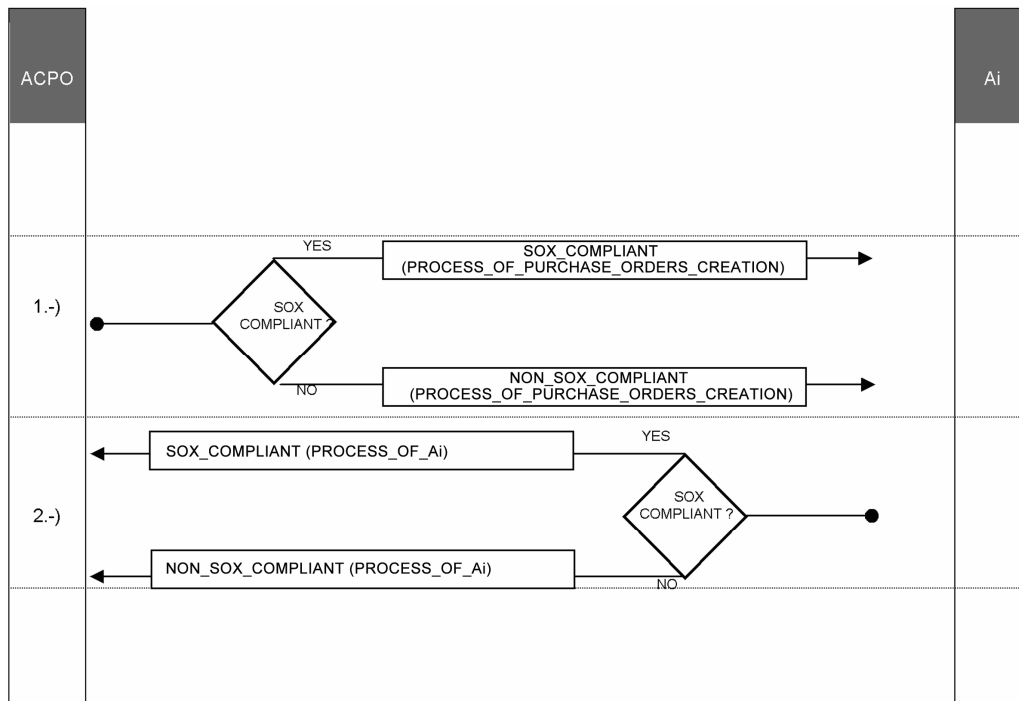 ACPO
Ai
YES
SOX_COMPLIANT
(PROCESS_OF_PURCHASE_ORDERS_CREATION)
1.-)
SOX
COMPLIANT ?
NO
NON_SOX_COMPLIANT
(PROCESS_OF_PURCHASE_ORDERS_CREATION)
YES
SOX_COMPLIANT (PROCESS_OF_Ai)
2.-)
SOX
COMPLIANT ?
NON_SOX_COMPLIANT (PROCESS_OF_Ai)
NO